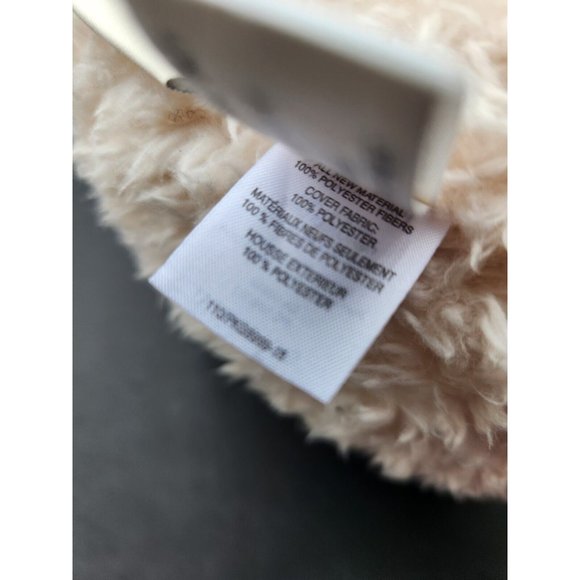 ALL NEW MATERIAL
100% POLYESTER FIBERS
COVER FABRIC:
100% POLYESTER
MATÉRIAUX NEUFS SEULEMENT
100 % FIBRES DE POLYESTER
HOUSSE EXTÉRIEUR
100 % POLYESTER